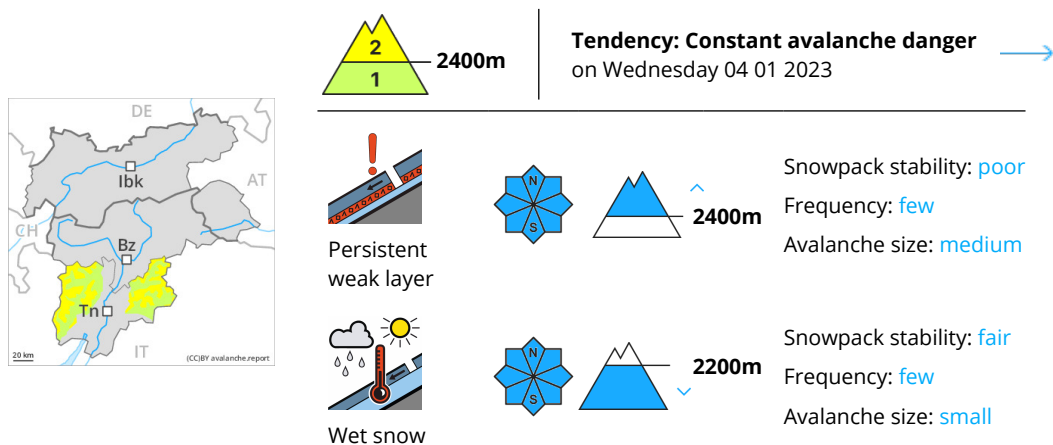 2
2400m
1
Tendency: Constant avalanche danger
on Wednesday 04 01 2023
DE
Ibk
AT
CH
Bz
Tn
IT
20 km
(CC)BY avalanche.report
Persistent
weak layer
N
S
2400m
Snowpack stability: poor
Frequency: few
Avalanche size: medium
Wet snow
N
S
2200m
Snowpack stability: fair
Frequency: few
Avalanche size: small